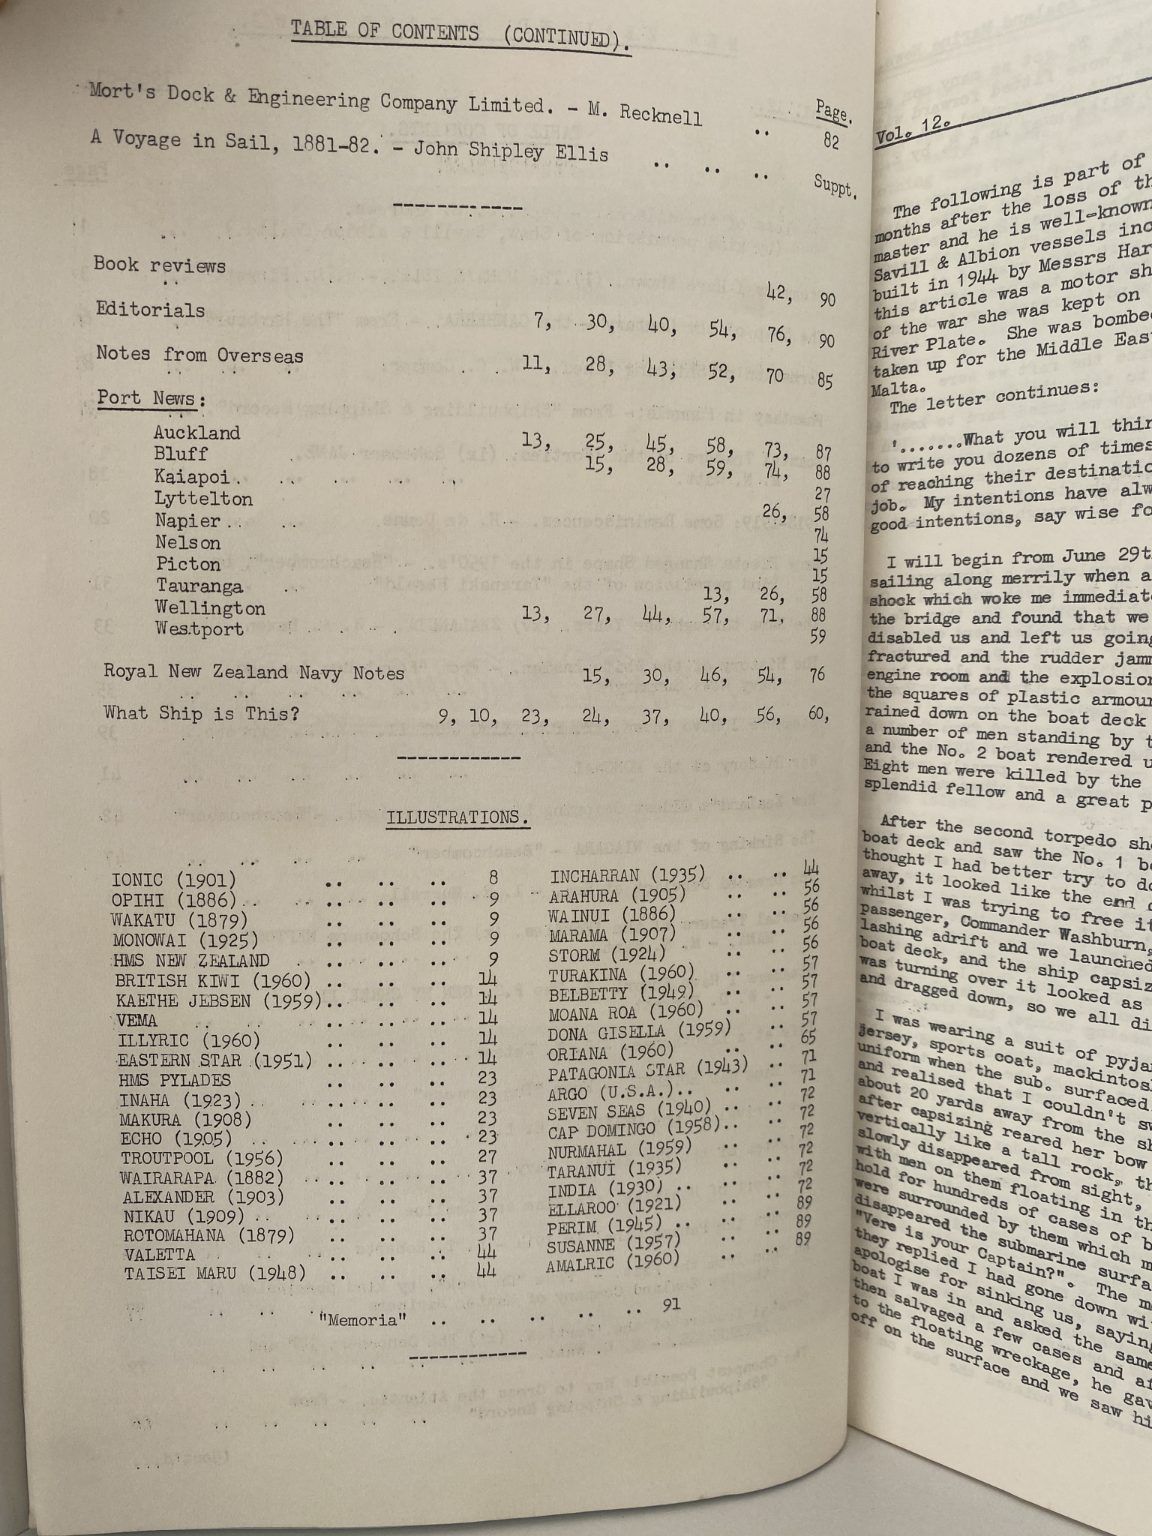 TABLE OF CONTENTS (CONTINUED).
Page.
Mort's Dock & Engineering Company Limited. - M. Recknell .. 82
A Voyage in Sail, 1881-82. - John Shipley Ellis .. .. .. Suppt.
------------
Book reviews 42, 90
Editorials 7, 30, 40, 54, 76, 90
Notes from Overseas 11, 28, 43, 52, 70 85
Port News:
Auckland 13, 25, 45, 58, 73, 87
Bluff 15, 28, 59, 74, 88
Kaiapoi 27
Lyttelton 26, 58
Napier 74
Nelson 15
Picton 15
Tauranga 13, 26, 58
Wellington 13, 27, 44, 57, 71, 88
Westport 59
Royal New Zealand Navy Notes 15, 30, 46, 54, 76
What Ship is This? 9, 10, 23, 24, 37, 40, 56, 60,
------------
ILLUSTRATIONS.
IONIC (1901) .. .. .. 8
OPIHI (1886) .. .. .. 9
WAKATU (1879) .. .. .. 9
MONOWAI (1925) .. .. .. 9
HMS NEW ZEALAND .. .. .. 9
BRITISH KIWI (1960) .. .. .. 14
KAETHE JEBSEN (1959) .. .. .. 14
VEMA .. .. .. 14
ILLYRIC (1960) .. .. .. 14
EASTERN STAR (1951) .. .. .. 14
HMS PYLADES .. .. .. 23
INAHA (1923) .. .. .. 23
MAKURA (1908) .. .. .. 23
ECHO (1905) .. .. .. 23
TROUTPOOL (1956) .. .. .. 27
WAIRARAPA (1882) .. .. .. 37
ALEXANDER (1903) .. .. .. 37
NIKAU (1909) .. .. .. 37
ROTOMAHANA (1879) .. .. .. 37
VALETTA .. .. .. 44
TAISEI MARU (1948) .. .. .. 44
INCHARRAN (1935) .. .. 44
ARAHURA (1905) .. .. 56
WAINUI (1886) .. .. 56
MARAMA (1907) .. .. 56
STORM (1924) .. .. 56
TURAKINA (1960) .. .. 57
BELBETTY (1949) .. .. 57
MOANA ROA (1960) .. .. 57
DONA GISELLA (1959) .. 57
ORIANA (1960) .. .. 65
PATAGONIA STAR (1943) .. 71
ARGO (U.S.A.) .. .. 71
SEVEN SEAS (1940) .. .. 72
CAP DOMINGO (1958) .. .. 72
NURMAHAL (1959) .. .. 72
TARANUI (1935) .. .. 72
INDIA (1930) .. .. 72
ELLAROO (1921) .. .. 89
PERIM (1945) .. .. 89
SUSANNE (1957) .. .. 89
AMALRIC (1960) .. ..
"Memoria" .. .. .. .. .. 91
------------
Vol. 12.
The following is part of
months after the loss of
master and he is well-known
Savill & Albion vessels
built in 1944 by Messrs
this article was a motor
of the war she was kept on
River Plate. She was bombe
taken up for the Middle East
Malta.
The letter continues:
'.......What you will
to write you dozens of times
of reaching their
job. My intentions have
good intentions, say wise
I will begin from June
sailing along merrily when a
shock which woke me
the bridge and found that we
disabled us and left us going
fractured and the rudder
engine room and the explosion
the squares of plastic
rained down on the boat deck
a number of men standing by
and the No. 2 boat rendered
Eight men were killed by the
splendid fellow and a great
After the second torpedo
boat deck and saw the No. 1
thought I had better try to
away, it looked like the end
whilst I was trying to free
passenger, Commander Washburn,
lashing adrift and we launched
boat deck, and the ship
was turning over it looked as
and dragged down, so we all
I was wearing a suit of
jersey, sports coat,
uniform when the sub. surfaced.
and realised that I couldn't
about 20 yards away from the
after capsizing reared her bow
vertically like a tall rock,
slowly disappeared from sight,
with men on them floating in
hold for hundreds of cases of
were surrounded by them which
disappeared the submarine
"Vere is your Captain?". The
they replied I had gone down
apologise for sinking us, saying
boat I was in and asked the same
then salvaged a few cases and
to the floating wreckage, he
off on the surface and we saw